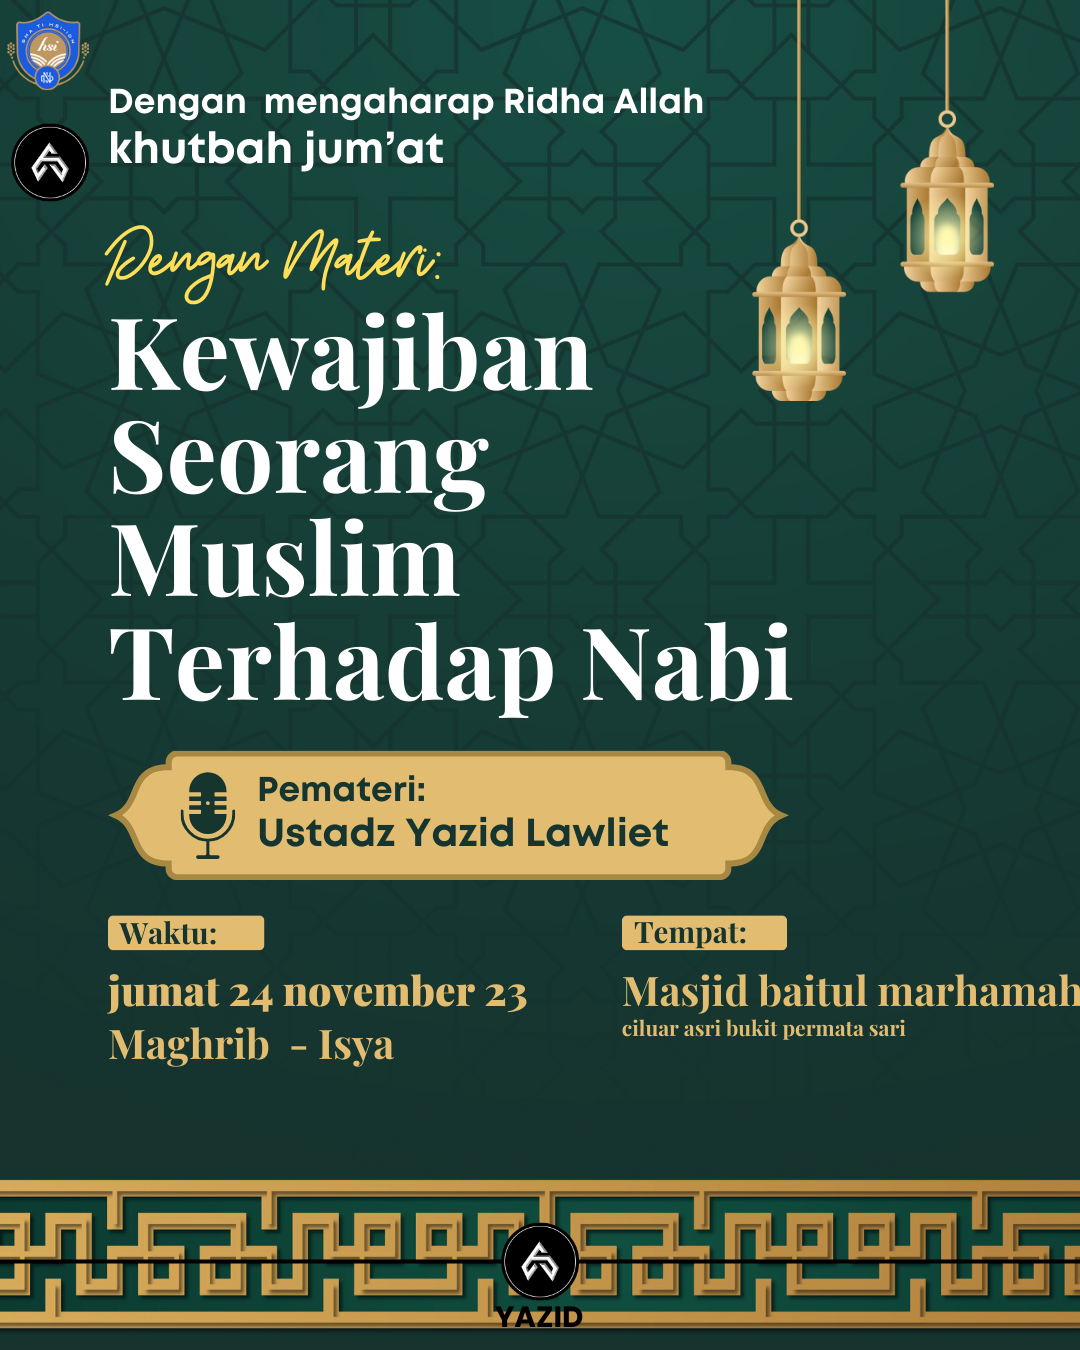 hsi
Dengan mengaharap Ridha Allah
khutbah jum’at
Dengan Materi:
Kewajiban
Seorang
Muslim
Terhadap Nabi
Pemateri:
Ustadz Yazid Lawliet
Waktu:
jumat 24 november 23
Maghrib - Isya
Tempat:
Masjid baitul marhamah
ciluar asri bukit permata sari
YAZID